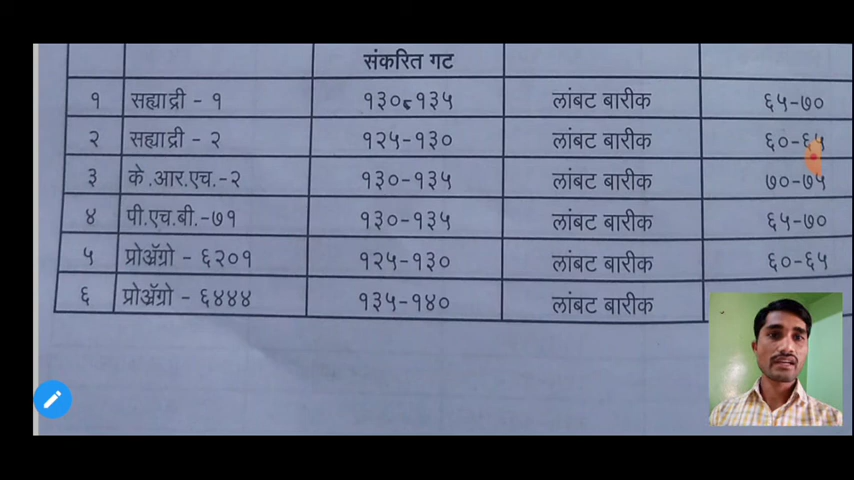 संकरित गट
१ सह्याद्री - १ १३०-१३५ लांबट बारीक ६५-७०
२ सह्याद्री - २ १२५-१३० लांबट बारीक ६०-६५
३ के.आर.एच.-२ १३०-१३५ लांबट बारीक ७०-७५
४ पी.एच.बी.-७१ १३०-१३५ लांबट बारीक ६५-७०
५ प्रोॲग्रो - ६२०१ १२५-१३० लांबट बारीक ६०-६५
६ प्रोॲग्रो - ६४४४ १३५-१४० लांबट बारीक